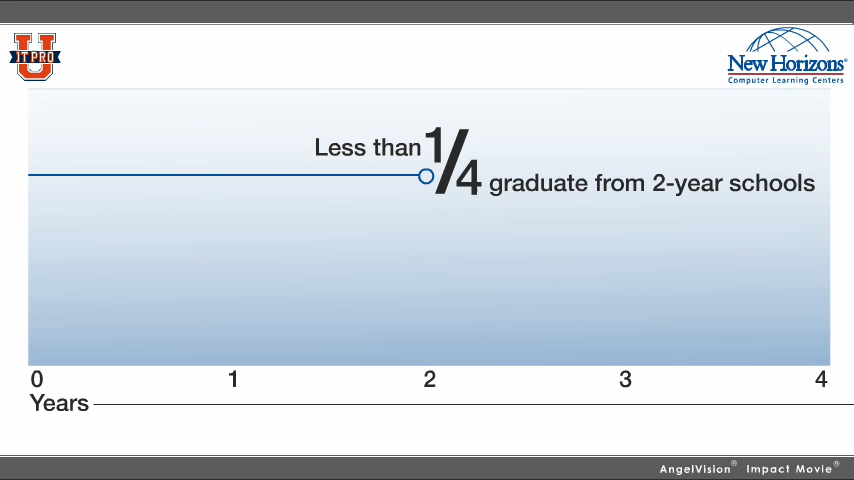 IT PRO
U
New Horizons®
Computer Learning Centers
Less than 1/4 graduate from 2-year schools
0 1 2 3 4
Years
AngelVision® Impact Movie®